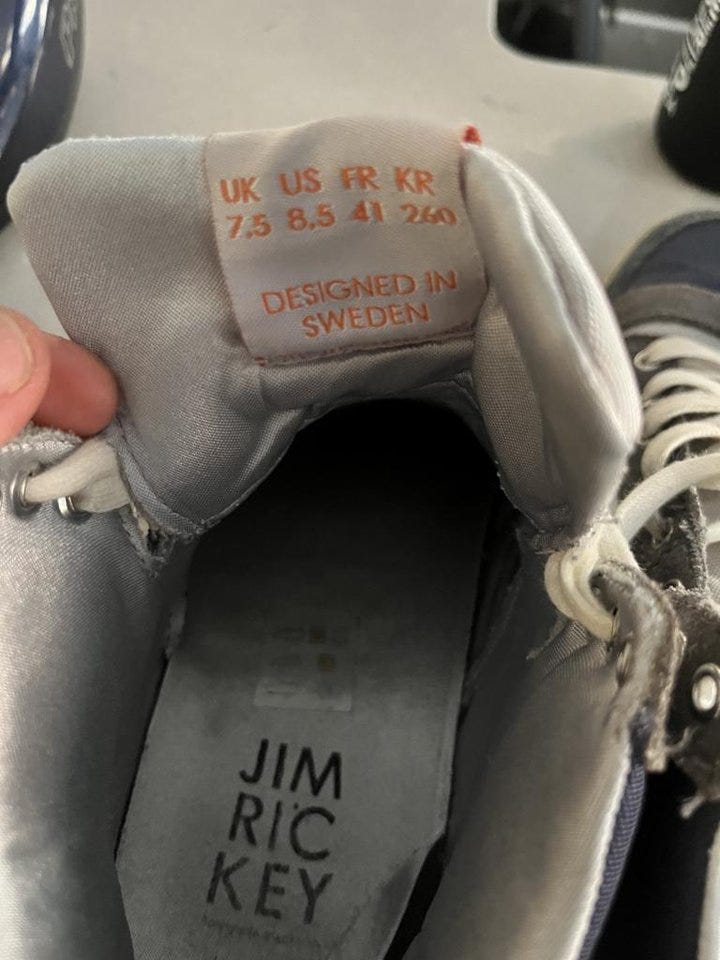 UK US FR KR
7.5 8.5 41 260
DESIGNED IN
SWEDEN
JIM
RIC
KEY